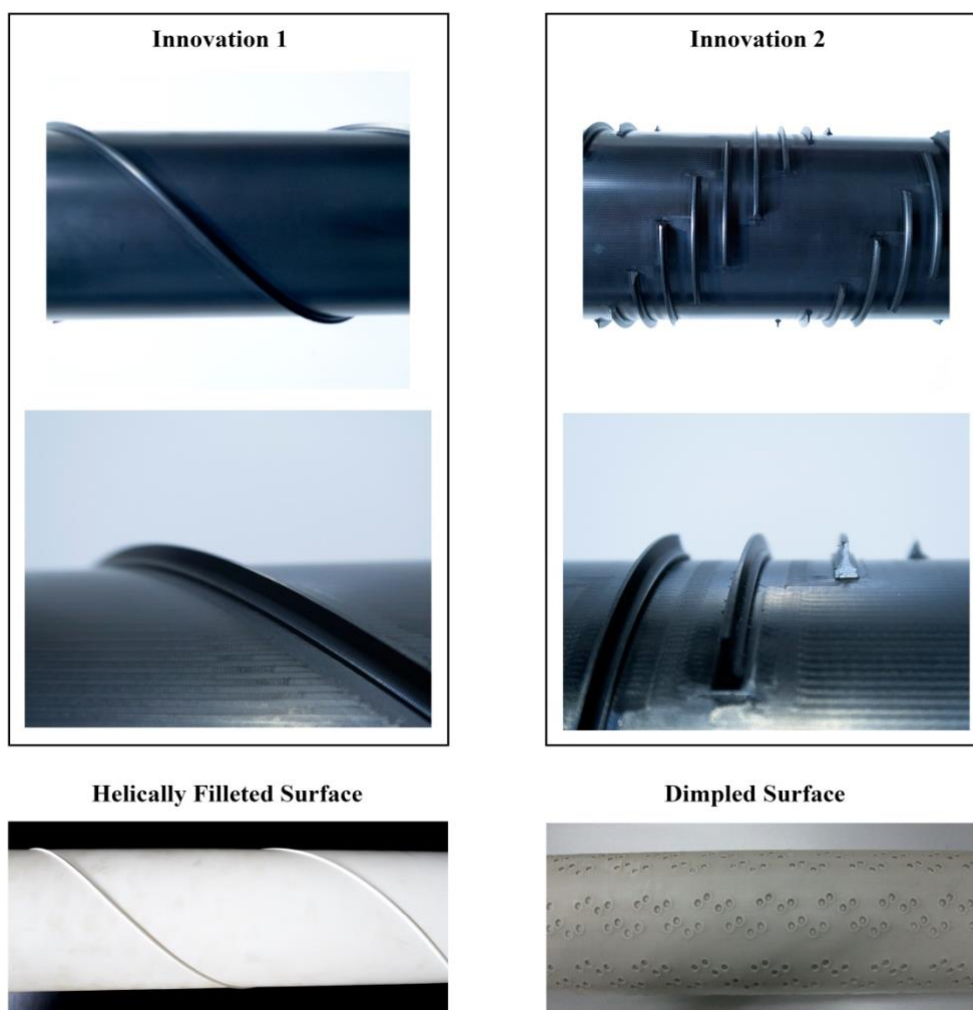 Innovation 1
Innovation 2
Helically Filleted Surface
Dimpled Surface